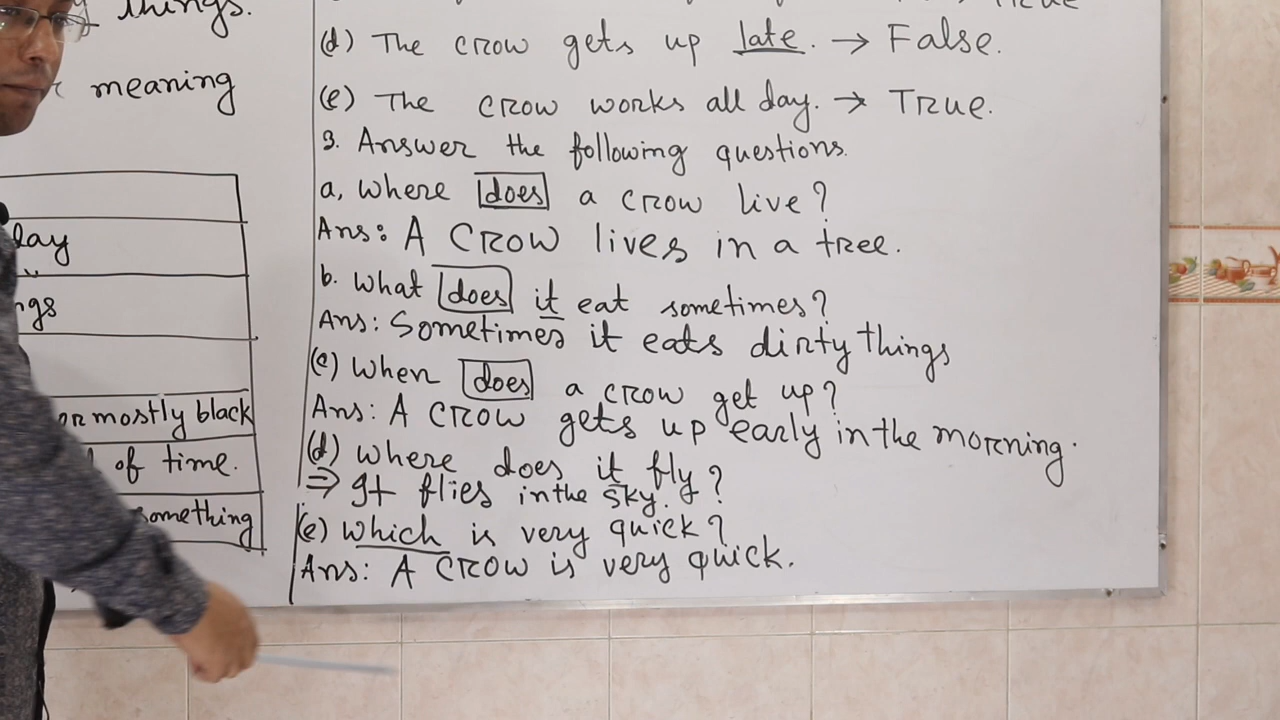 things.
meaning
day
ngs
or mostly black
of time.
something
True
(d) The crow gets up late. → False.
(e) The crow works all day. → True.
3. Answer the following questions.
a, where does a crow live?
Ans: A crow lives in a tree.
b. what does it eat sometimes?
Ans: Sometimes it eats dirty things
(c) when does a crow get up?
Ans: A crow gets up early in the morning.
(d) where does it fly?
⇒ It flies in the sky.
(e) which is very quick?
Ans: A crow is very quick.